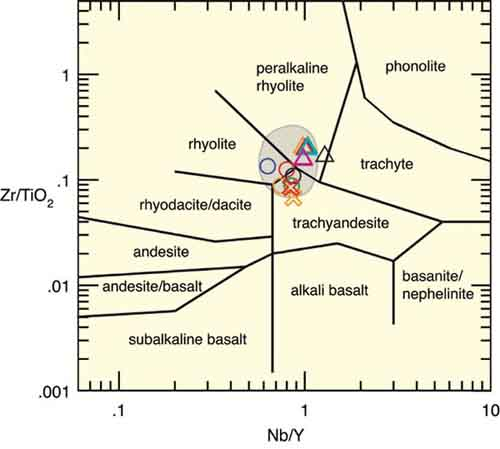 phonolite
peralkaline
rhyolite
1
rhyolite
trachyte
.1
Zr/TiO2
rhyodacite/dacite
trachyandesite
andesite
basanite/
nephelinite
andesite/basalt
alkali basalt
.01
subalkaline basalt
.001
.1
1
10
Nb/Y